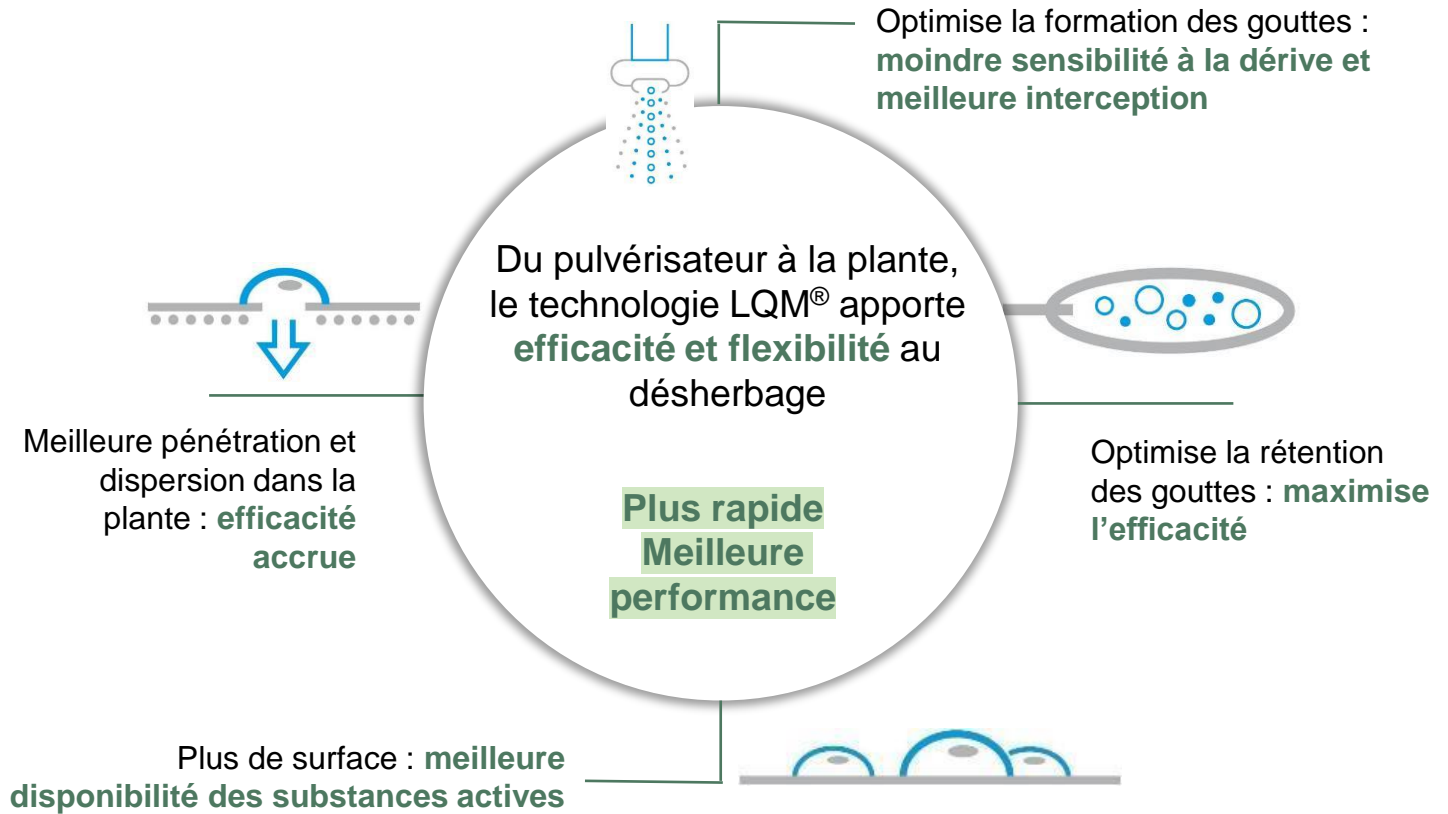 Optimise la formation des gouttes :
moindre sensibilité à la dérive et
meilleure interception
Du pulvérisateur à la plante,
le technologie LQM® apporte
efficacité et flexibilité au
désherbage
Plus rapide
Meilleure
performance
Optimise la rétention
des gouttes : maximise
l’efficacité
Plus de surface : meilleure
disponibilité des substances actives
Meilleure pénétration et
dispersion dans la
plante : efficacité
accrue